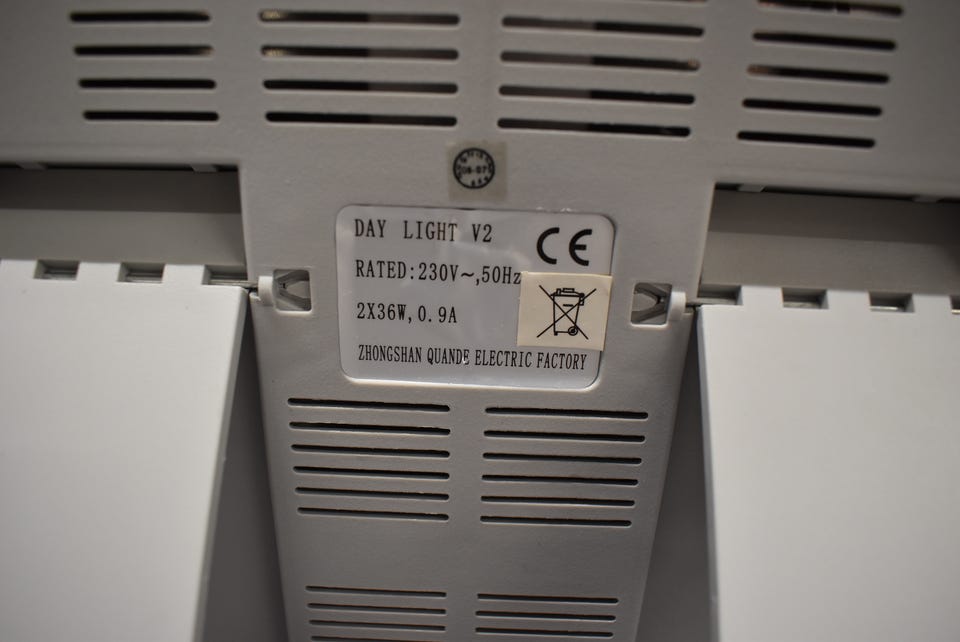 DAY LIGHT V2
CE
RATED:230V~,50Hz
2X36W,0.9A
ZHONGSHAN QUANDE ELECTRIC FACTORY